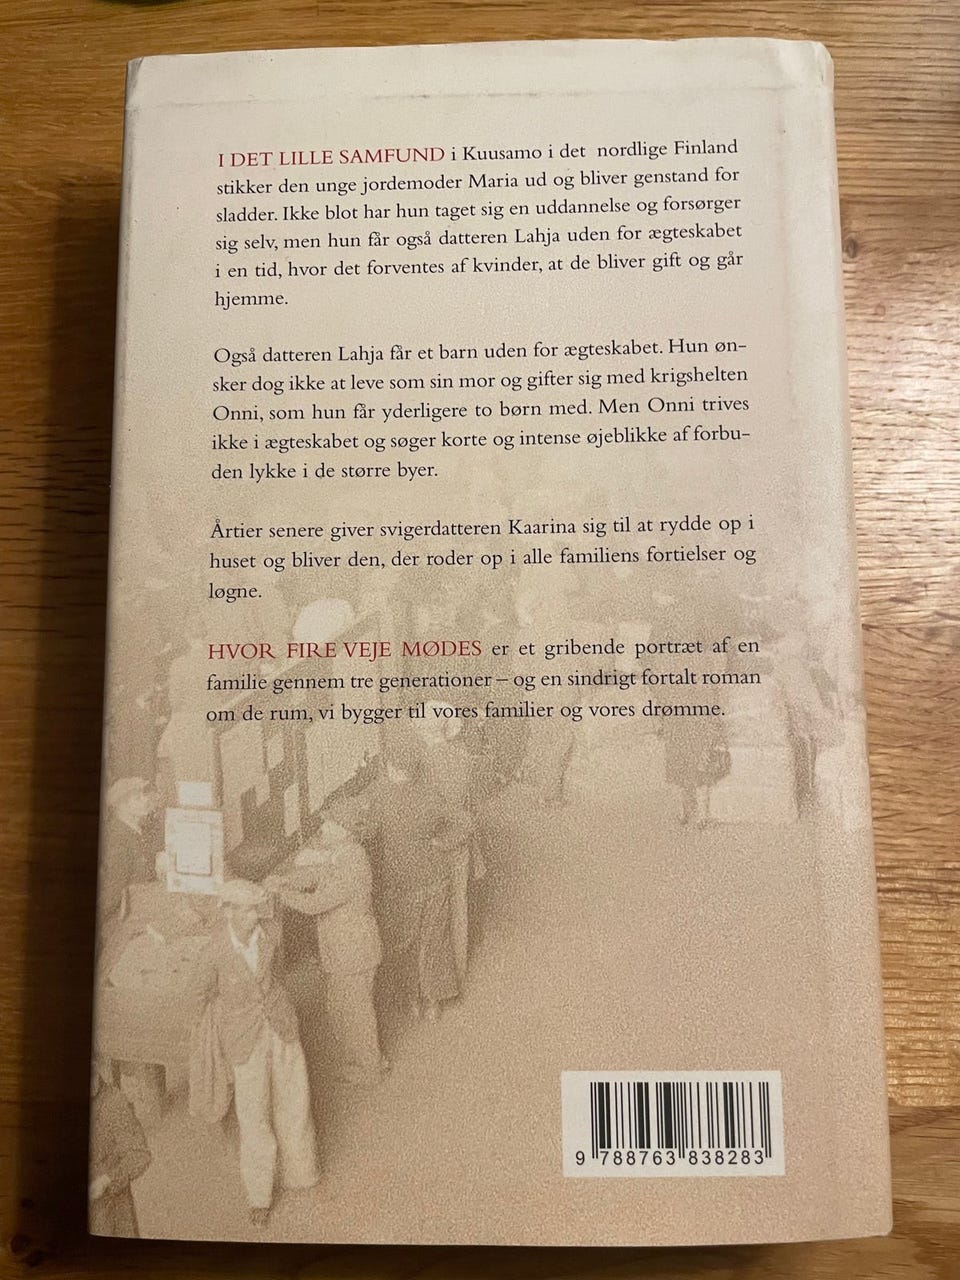 I DET LILLE SAMFUND i Kuusamo i det nordlige Finland
stikker den unge jordemoder Maria ud og bliver genstand for
sladder. Ikke blot har hun taget sig en uddannelse og forsørger
sig selv, men hun får også datteren Lahja uden for ægteskabet
i en tid, hvor det forventes af kvinder, at de bliver gift og går
hjemme.
Også datteren Lahja får et barn uden for ægteskabet. Hun øn-
sker dog ikke at leve som sin mor og gifter sig med krigshelten
Onni, som hun får yderligere to børn med. Men Onni trives
ikke i ægteskabet og søger korte og intense øjeblikke af forbu-
den lykke i de større byer.
Årtier senere giver svigerdatteren Kaarina sig til at rydde op i
huset og bliver den, der roder op i alle familiens fortielser og
løgne.
HVOR FIRE VEJE MØDES er et gribende portræt af en
familie gennem tre generationer – og en sindrigt fortalt roman
om de rum, vi bygger til vores familier og vores drømme.
9 788763 838283